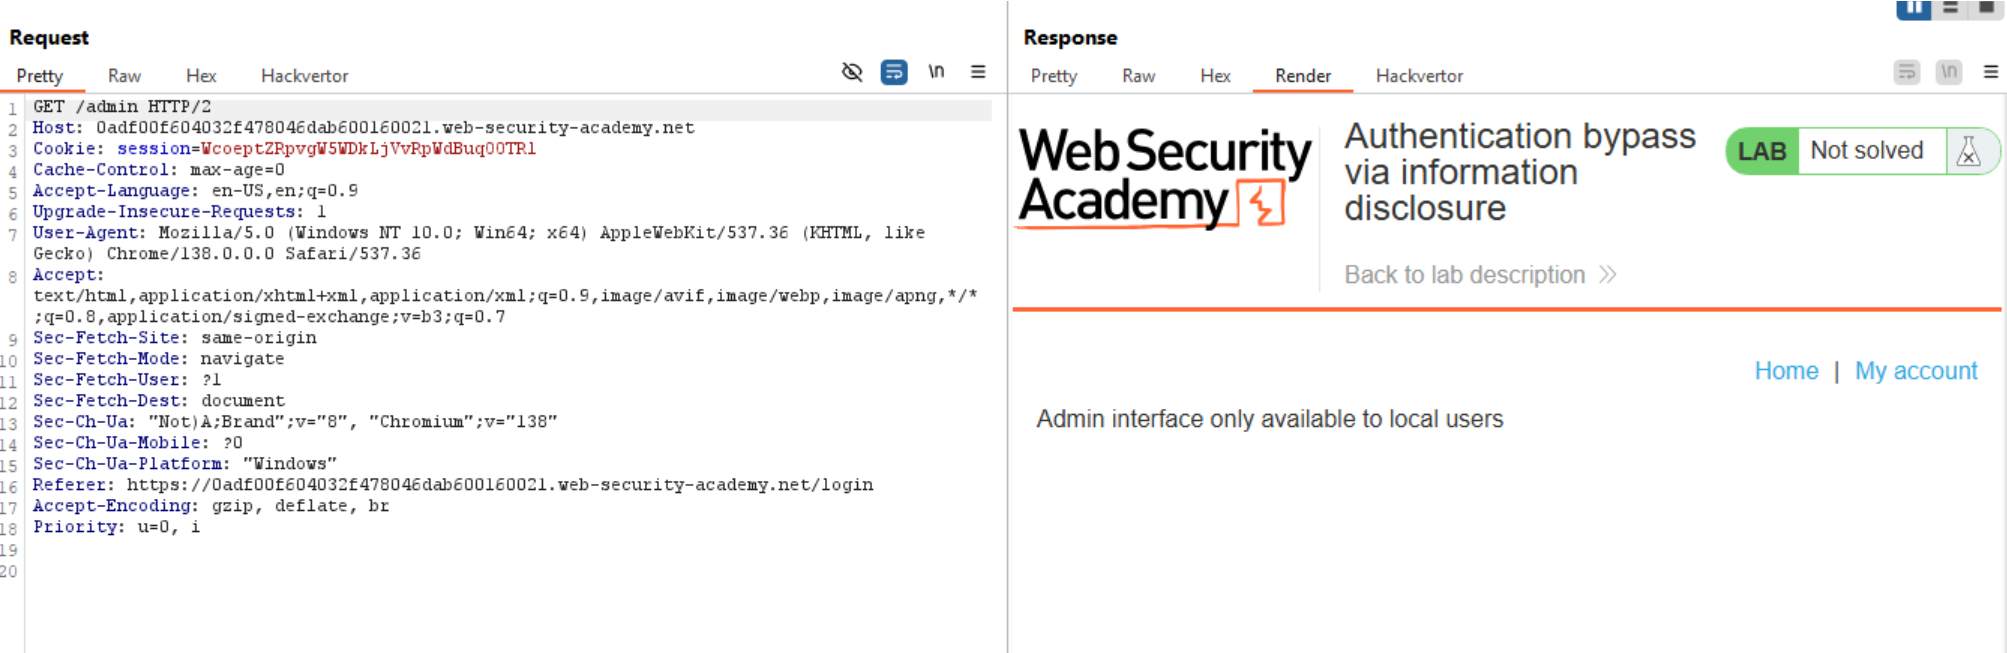 Request
Pretty Raw Hex Hackvertor \n
1 GET /admin HTTP/2
2 Host: 0adf00f604032f478046dab600160021.web-security-academy.net
3 Cookie: session=WcoeptZRpvgW5WDkLjVvRpWdBuq00TRl
4 Cache-Control: max-age=0
5 Accept-Language: en-US,en;q=0.9
6 Upgrade-Insecure-Requests: 1
7 User-Agent: Mozilla/5.0 (Windows NT 10.0; Win64; x64) AppleWebKit/537.36 (KHTML, like
Gecko) Chrome/138.0.0.0 Safari/537.36
8 Accept:
text/html,application/xhtml+xml,application/xml;q=0.9,image/avif,image/webp,image/apng,*/*
;q=0.8,application/signed-exchange;v=b3;q=0.7
9 Sec-Fetch-Site: same-origin
10 Sec-Fetch-Mode: navigate
11 Sec-Fetch-User: ?1
12 Sec-Fetch-Dest: document
13 Sec-Ch-Ua: "Not)A;Brand";v="8", "Chromium";v="138"
14 Sec-Ch-Ua-Mobile: ?0
15 Sec-Ch-Ua-Platform: "Windows"
16 Referer: https://0adf00f604032f478046dab600160021.web-security-academy.net/login
17 Accept-Encoding: gzip, deflate, br
18 Priority: u=0, i
19
20
Response
Pretty Raw Hex Render Hackvertor \n
Web Security
Academy
Authentication bypass
via information
disclosure
LAB Not solved
Back to lab description
Home | My account
Admin interface only available to local users